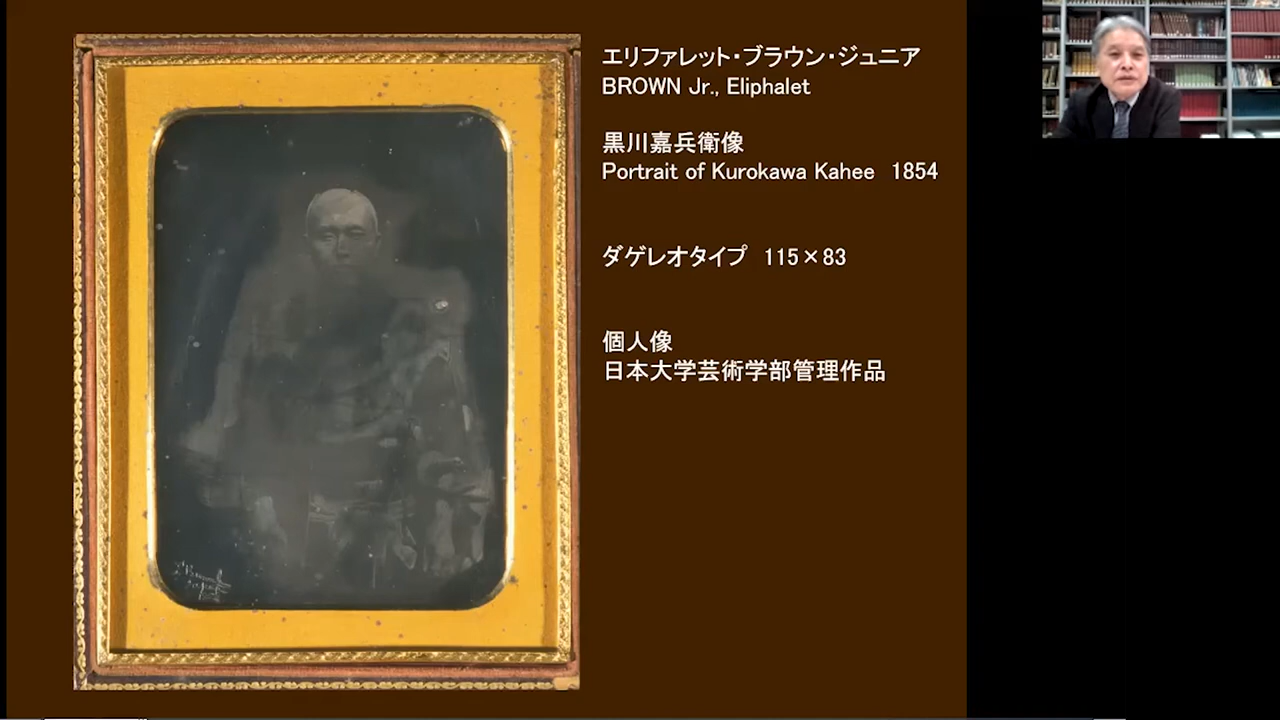 エリファレット・ブラウン・ジュニア
BROWN Jr., Eliphalet
黒川嘉兵衛像
Portrait of Kurokawa Kahee 1854
ダゲレオタイプ 115×83
個人像
日本大学芸術学部管理作品